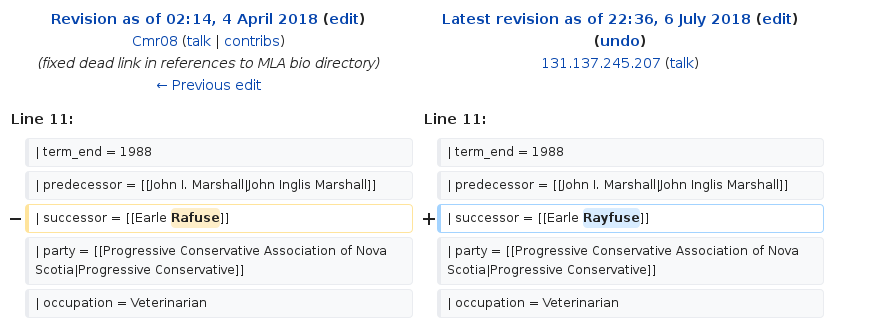 Revision as of 02:14, 4 April 2018 (edit)
Cmr08 (talk | contribs)
(fixed dead link in references to MLA bio directory)
← Previous edit
Latest revision as of 22:36, 6 July 2018 (edit)
(undo)
131.137.245.207 (talk)
Line 11:
Line 11:
| term_end = 1988
| term_end = 1988
| predecessor = [[John I. Marshall|John Inglis Marshall]]
| predecessor = [[John I. Marshall|John Inglis Marshall]]
− | successor = [[Earle Rafuse]]
+ | successor = [[Earle Rayfuse]]
| party = [[Progressive Conservative Association of Nova
Scotia|Progressive Conservative]]
| party = [[Progressive Conservative Association of Nova
Scotia|Progressive Conservative]]
| occupation = Veterinarian
| occupation = Veterinarian